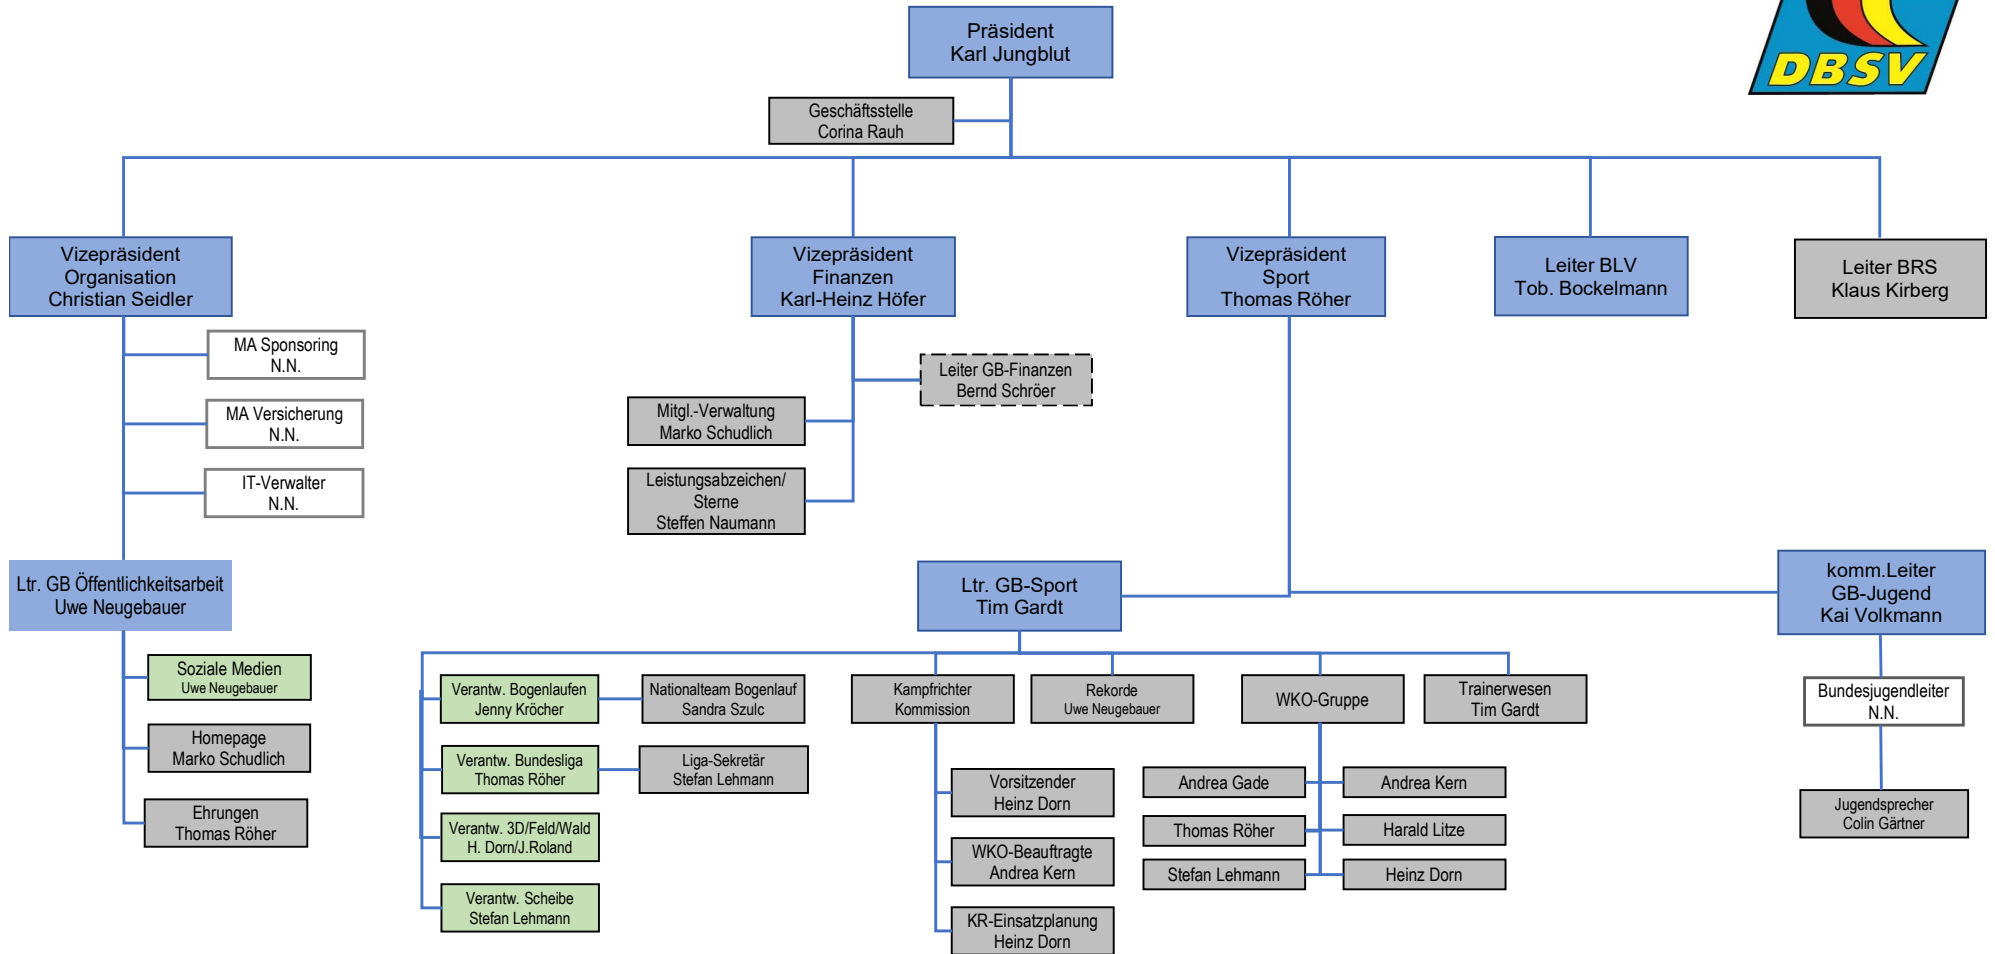 Präsident
Karl Jungblut
DBSV
Geschäftsstelle
Corina Rauh
Vizepräsident
Organisation
Christian Seidler
Vizepräsident
Finanzen
Karl-Heinz Höfer
Vizepräsident
Sport
Thomas Röher
Leiter BLV
Tob. Bockelmann
Leiter BRS
Klaus Kirberg
MA Sponsoring
N.N.
MA Versicherung
N.N.
IT-Verwalter
N.N.
Leiter GB-Finanzen
Bernd Schröer
Mitgl.-Verwaltung
Marko Schudlich
Leistungsabzeichen/
Sterne
Steffen Naumann
Ltr. GB Öffentlichkeitsarbeit
Uwe Neugebauer
Ltr. GB-Sport
Tim Gardt
komm.Leiter
GB-Jugend
Kai Volkmann
Soziale Medien
Uwe Neugebauer
Homepage
Marko Schudlich
Ehrungen
Thomas Röher
Verantw. Bogenlaufen
Jenny Kröcher
Nationalteam Bogenlauf
Sandra Szulc
Verantw. Bundesliga
Thomas Röher
Liga-Sekretär
Stefan Lehmann
Verantw. 3D/Feld/Wald
H. Dorn/J.Roland
Verantw. Scheibe
Stefan Lehmann
Kampfrichter
Kommission
Vorsitzender
Heinz Dorn
WKO-Beauftragte
Andrea Kern
KR-Einsatzplanung
Heinz Dorn
Rekorde
Uwe Neugebauer
WKO-Gruppe
Andrea Gade
Andrea Kern
Thomas Röher
Harald Litze
Stefan Lehmann
Heinz Dorn
Trainerwesen
Tim Gardt
Bundesjugendleiter
N.N.
Jugendsprecher
Colin Gärtner